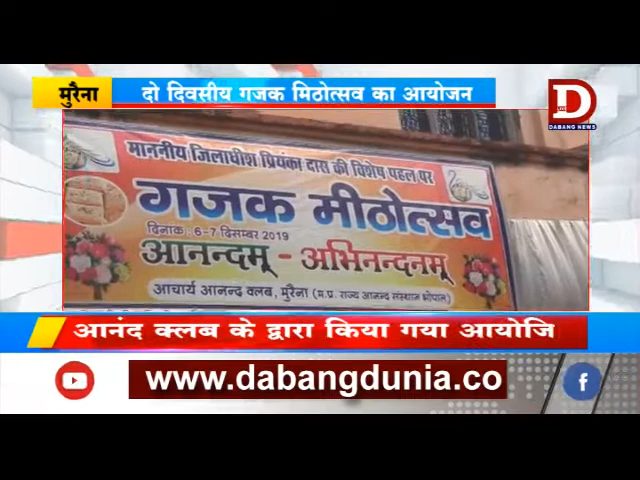 मुरैना
दो दिवसीय गजक मिठोत्सव का आयोजन
D
DABANG NEWS
माननीय जिलाधीश प्रियंका दास की विशेष पहल पर
गजक मीठोत्सव
दिनांक : 6-7 दिसम्बर 2019
आनन्दम् - अभिनन्दनम्
आचार्य आनन्द क्लब, मुरैना (म.प्र. राज्य आनन्द संस्थान भोपाल)
आनंद क्लब के द्वारा किया गया आयोजि
www.dabangdunia.co
f